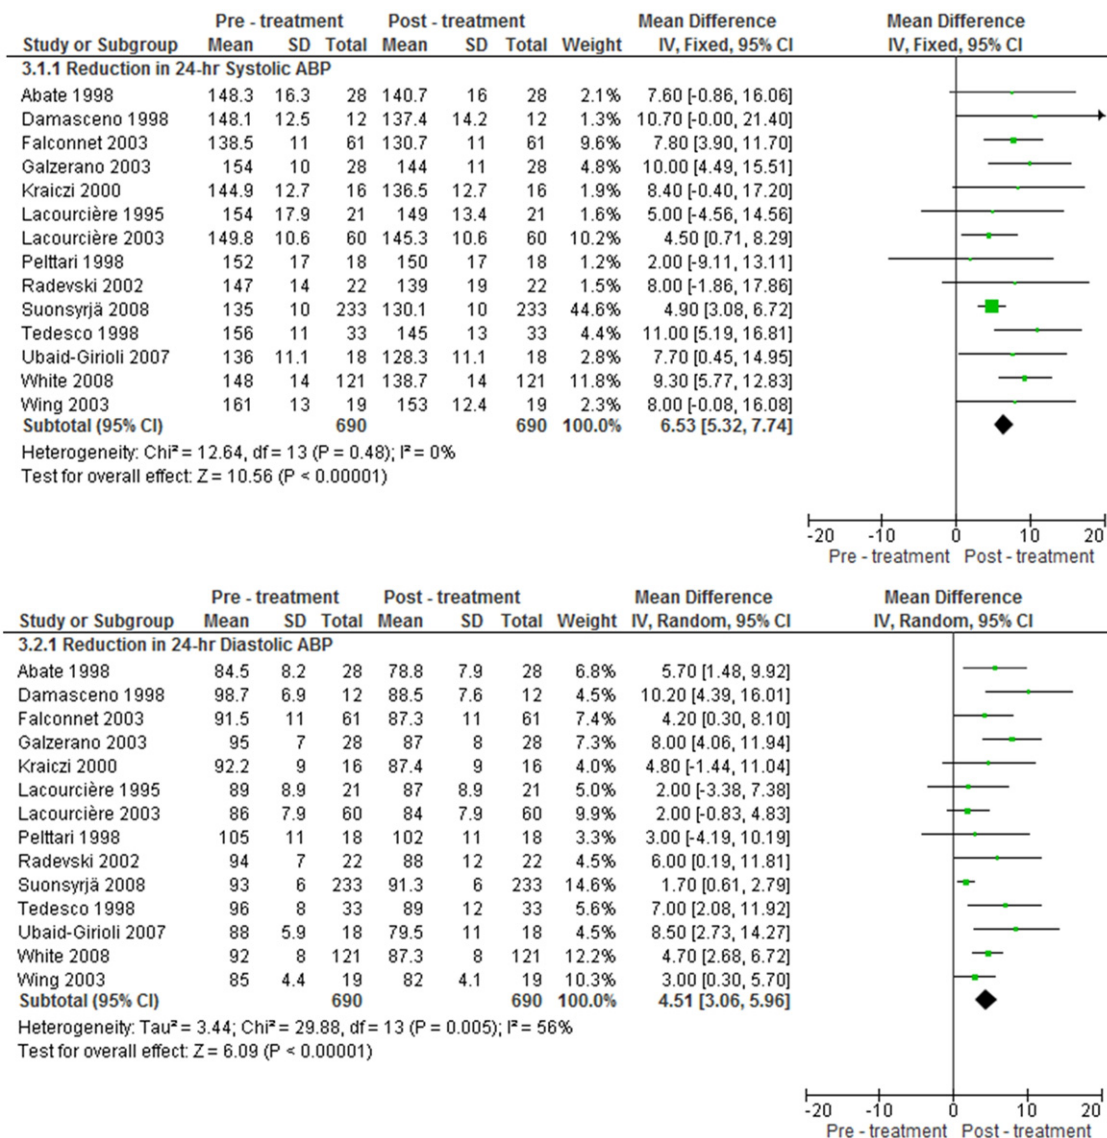 Pre - treatment Post - treatment Mean Difference Mean Difference
Study or Subgroup Mean SD Total Mean SD Total Weight IV, Fixed, 95% CI IV, Fixed, 95% CI
3.1.1 Reduction in 24-hr Systolic ABP
Abate 1998 148.3 16.3 28 140.7 16 28 2.1% 7.60 [-0.86, 16.06]
Damasceno 1998 148.1 12.5 12 137.4 14.2 12 1.3% 10.70 [-0.00, 21.40]
Falconnet 2003 138.5 11 61 130.7 11 61 9.6% 7.80 [3.90, 11.70]
Galzerano 2003 154 10 28 144 11 28 4.8% 10.00 [4.49, 15.51]
Kraiczi 2000 144.9 12.7 16 136.5 12.7 16 1.9% 8.40 [-0.40, 17.20]
Lacourcière 1995 154 17.9 21 149 13.4 21 1.6% 5.00 [-4.56, 14.56]
Lacourcière 2003 149.8 10.6 60 145.3 10.6 60 10.2% 4.50 [0.71, 8.29]
Pelttari 1998 152 17 18 150 17 18 1.2% 2.00 [-9.11, 13.11]
Radevski 2002 147 14 22 139 19 22 1.5% 8.00 [-1.86, 17.86]
Suonsyrjä 2008 135 10 233 130.1 10 233 44.6% 4.90 [3.08, 6.72]
Tedesco 1998 156 11 33 145 13 33 4.4% 11.00 [5.19, 16.81]
Ubaid-Girioli 2007 136 11.1 18 128.3 11.1 18 2.8% 7.70 [0.45, 14.95]
White 2008 148 14 121 138.7 14 121 11.8% 9.30 [5.77, 12.83]
Wing 2003 161 13 19 153 12.4 19 2.3% 8.00 [-0.08, 16.08]
Subtotal (95% CI) 690 690 100.0% 6.53 [5.32, 7.74]
Heterogeneity: Chi² = 12.64, df = 13 (P = 0.48); I² = 0%
Test for overall effect: Z = 10.56 (P < 0.00001)
-20 -10 0 10 20
Pre - treatment Post - treatment
Pre - treatment Post - treatment Mean Difference Mean Difference
Study or Subgroup Mean SD Total Mean SD Total Weight IV, Random, 95% CI IV, Random, 95% CI
3.2.1 Reduction in 24-hr Diastolic ABP
Abate 1998 84.5 8.2 28 78.8 7.9 28 6.8% 5.70 [1.48, 9.92]
Damasceno 1998 98.7 6.9 12 88.5 7.6 12 4.5% 10.20 [4.39, 16.01]
Falconnet 2003 91.5 11 61 87.3 11 61 7.4% 4.20 [0.30, 8.10]
Galzerano 2003 95 7 28 87 8 28 7.3% 8.00 [4.06, 11.94]
Kraiczi 2000 92.2 9 16 87.4 9 16 4.0% 4.80 [-1.44, 11.04]
Lacourcière 1995 89 8.9 21 87 8.9 21 5.0% 2.00 [-3.38, 7.38]
Lacourcière 2003 86 7.9 60 84 7.9 60 9.9% 2.00 [-0.83, 4.83]
Pelttari 1998 105 11 18 102 11 18 3.3% 3.00 [-4.19, 10.19]
Radevski 2002 94 7 22 88 12 22 4.5% 6.00 [0.19, 11.81]
Suonsyrjä 2008 93 6 233 91.3 6 233 14.6% 1.70 [0.61, 2.79]
Tedesco 1998 96 8 33 89 12 33 5.6% 7.00 [2.08, 11.92]
Ubaid-Girioli 2007 88 5.9 18 79.5 11 18 4.5% 8.50 [2.73, 14.27]
White 2008 92 8 121 87.3 8 121 12.2% 4.70 [2.68, 6.72]
Wing 2003 85 4.4 19 82 4.1 19 10.3% 3.00 [0.30, 5.70]
Subtotal (95% CI) 690 690 100.0% 4.51 [3.06, 5.96]
Heterogeneity: Tau² = 3.44; Chi² = 29.88, df = 13 (P = 0.005); I² = 56%
Test for overall effect: Z = 6.09 (P < 0.00001)
-20 -10 0 10 20
Pre - treatment Post - treatment